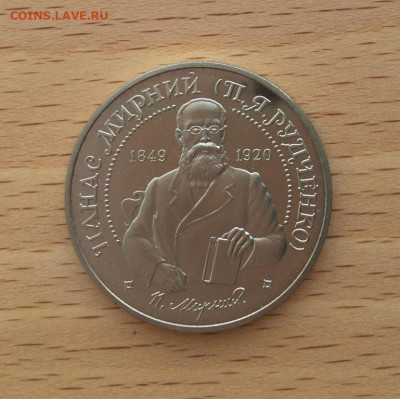 COINS.LAVE.RU
ПАНАС МИРНИЙ (П.Я.РУДЧЕНКО)
1849 1920
П. Мирний